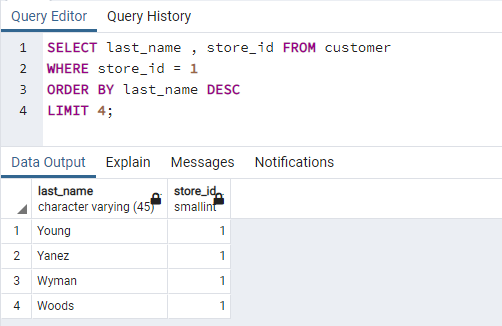 Query Editor Query History
1 SELECT last_name , store_id FROM customer
2 WHERE store_id = 1
3 ORDER BY last_name DESC
4 LIMIT 4;
Data Output Explain Messages Notifications
last_name store_id
character varying (45) smallint
1 Young 1
2 Yanez 1
3 Wyman 1
4 Woods 1